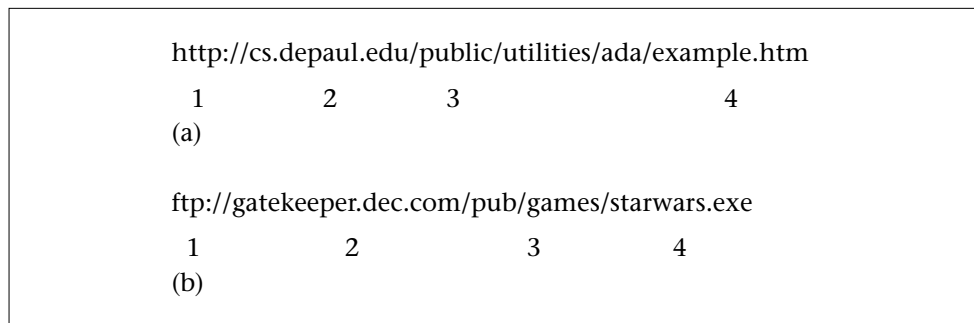 http://cs.depaul.edu/public/utilities/ada/example.htm
1 2 3 4
(a)
ftp://gatekeeper.dec.com/pub/games/starwars.exe
1 2 3 4
(b)